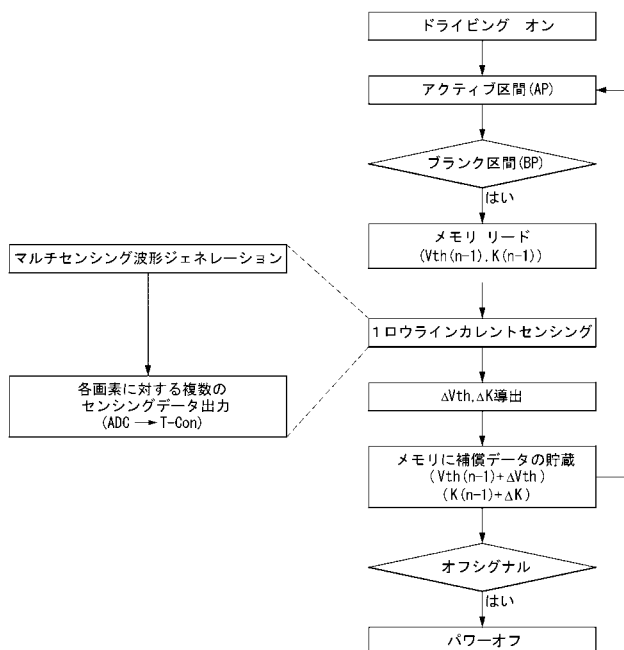 ドライビング オン
アクティブ区間(AP)
ブランク区間(BP)
はい
メモリ リード
(Vth(n-1).K(n-1))
マルチセンシング波形ジェネレーション
1ロウラインカレントセンシング
各画素に対する複数の
センシングデータ出力
(ADC → T-Con)
ΔVth,ΔK導出
メモリに補償データの貯蔵
(Vth(n-1)+ΔVth)
(K(n-1)+ΔK)
オフシグナル
はい
パワーオフ